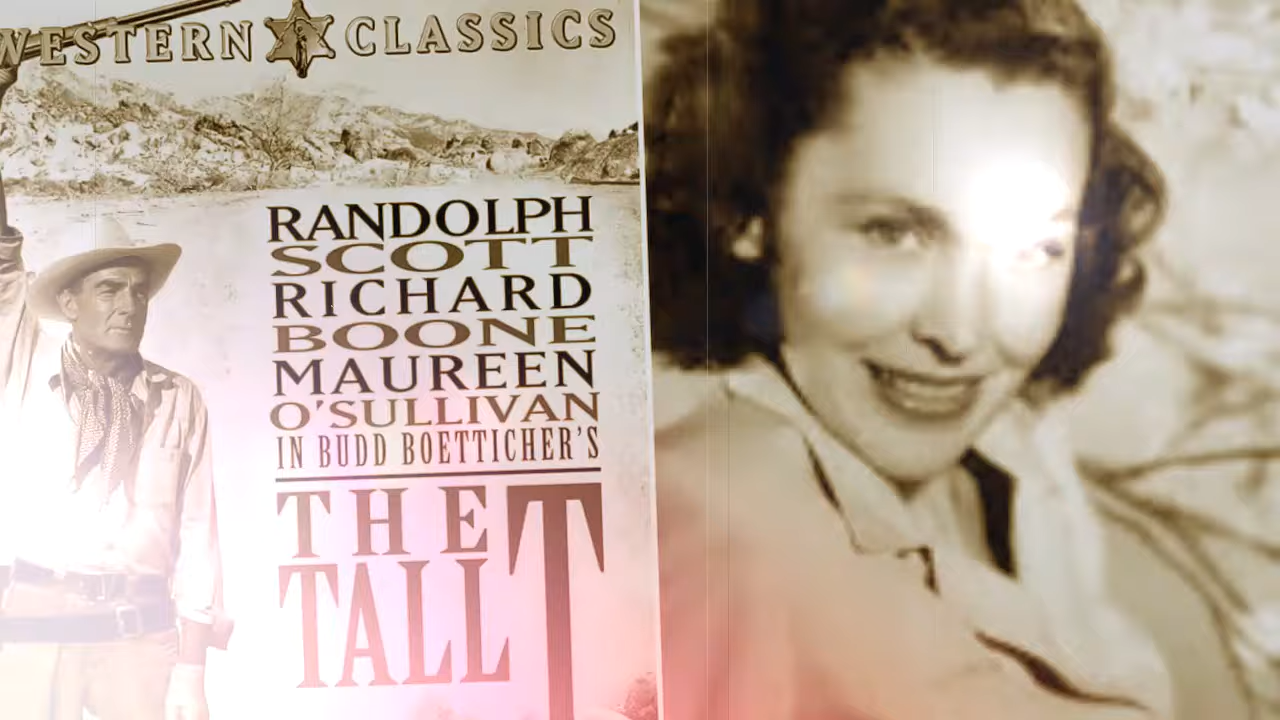 WESTERN CLASSICS
RANDOLPH
SCOTT
RICHARD
BOONE
MAUREEN
O'SULLIVAN
IN BUDD BOETTICHER'S
THE
TALL T